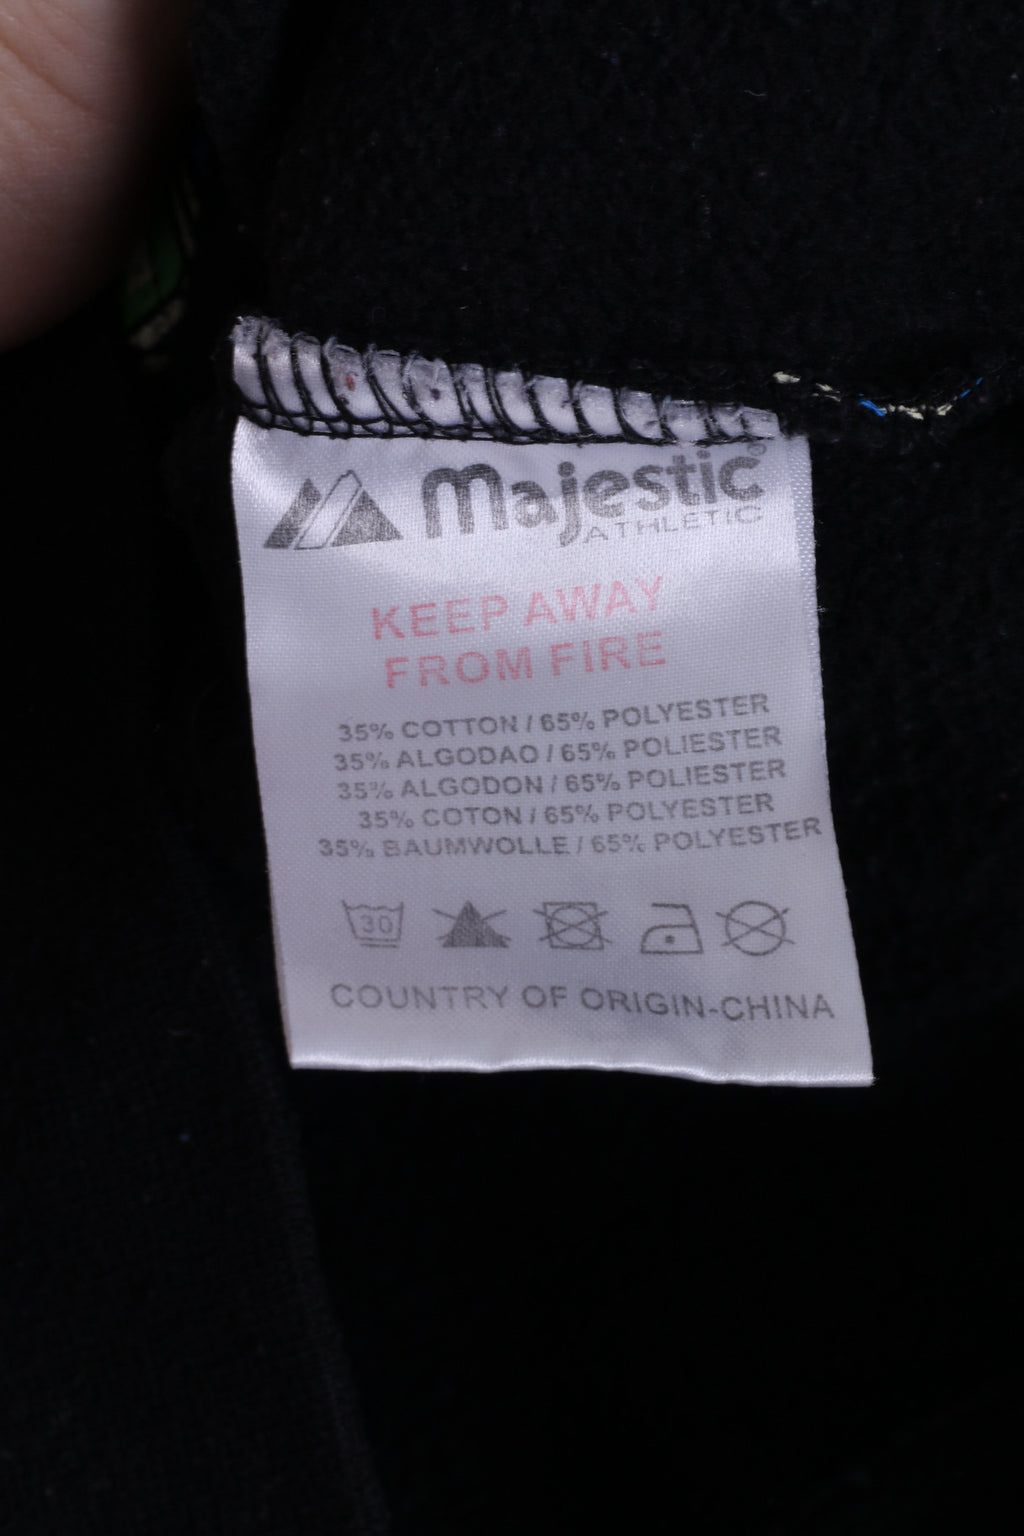 Majestic®
ATHLETIC
KEEP AWAY
FROM FIRE
35% COTTON / 65% POLYESTER
35% ALGODAO / 65% POLIESTER
35% ALGODON / 65% POLIESTER
35% COTON / 65% POLYESTER
35% BAUMWOLLE / 65% POLYESTER
30
COUNTRY OF ORIGIN-CHINA